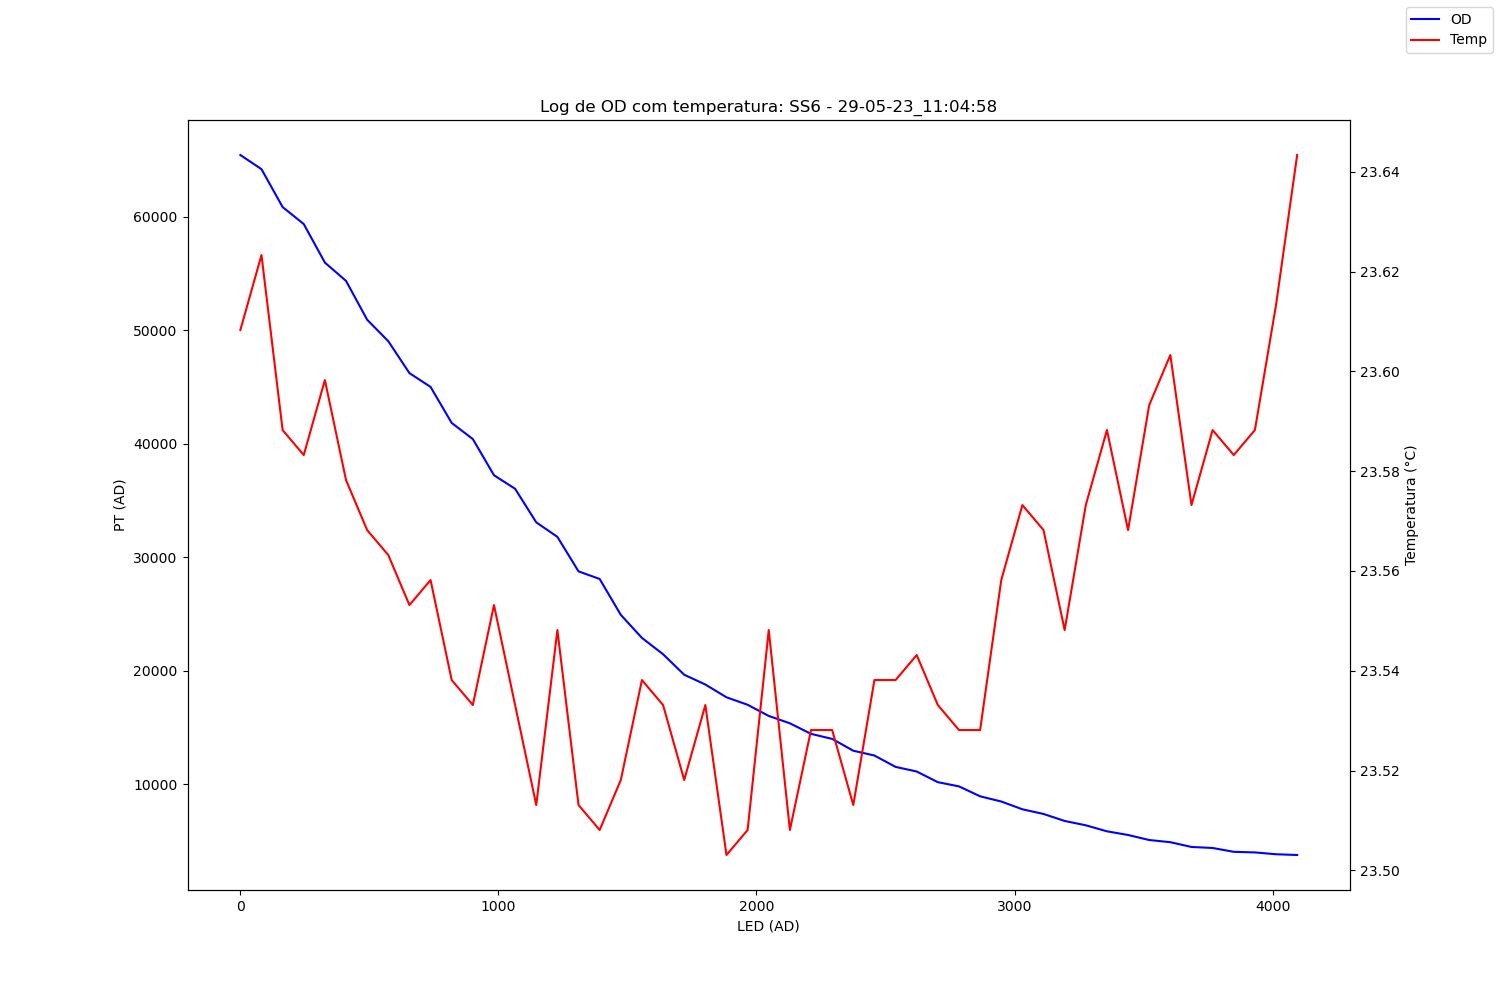 OD
Temp
Log de OD com temperatura: SS6 - 29-05-23_11:04:58
60000
50000
40000
30000
20000
10000
PT (AD)
23.64
23.62
23.60
23.58
23.56
23.54
23.52
23.50
Temperatura (°C)
0 1000 2000 3000 4000
LED (AD)